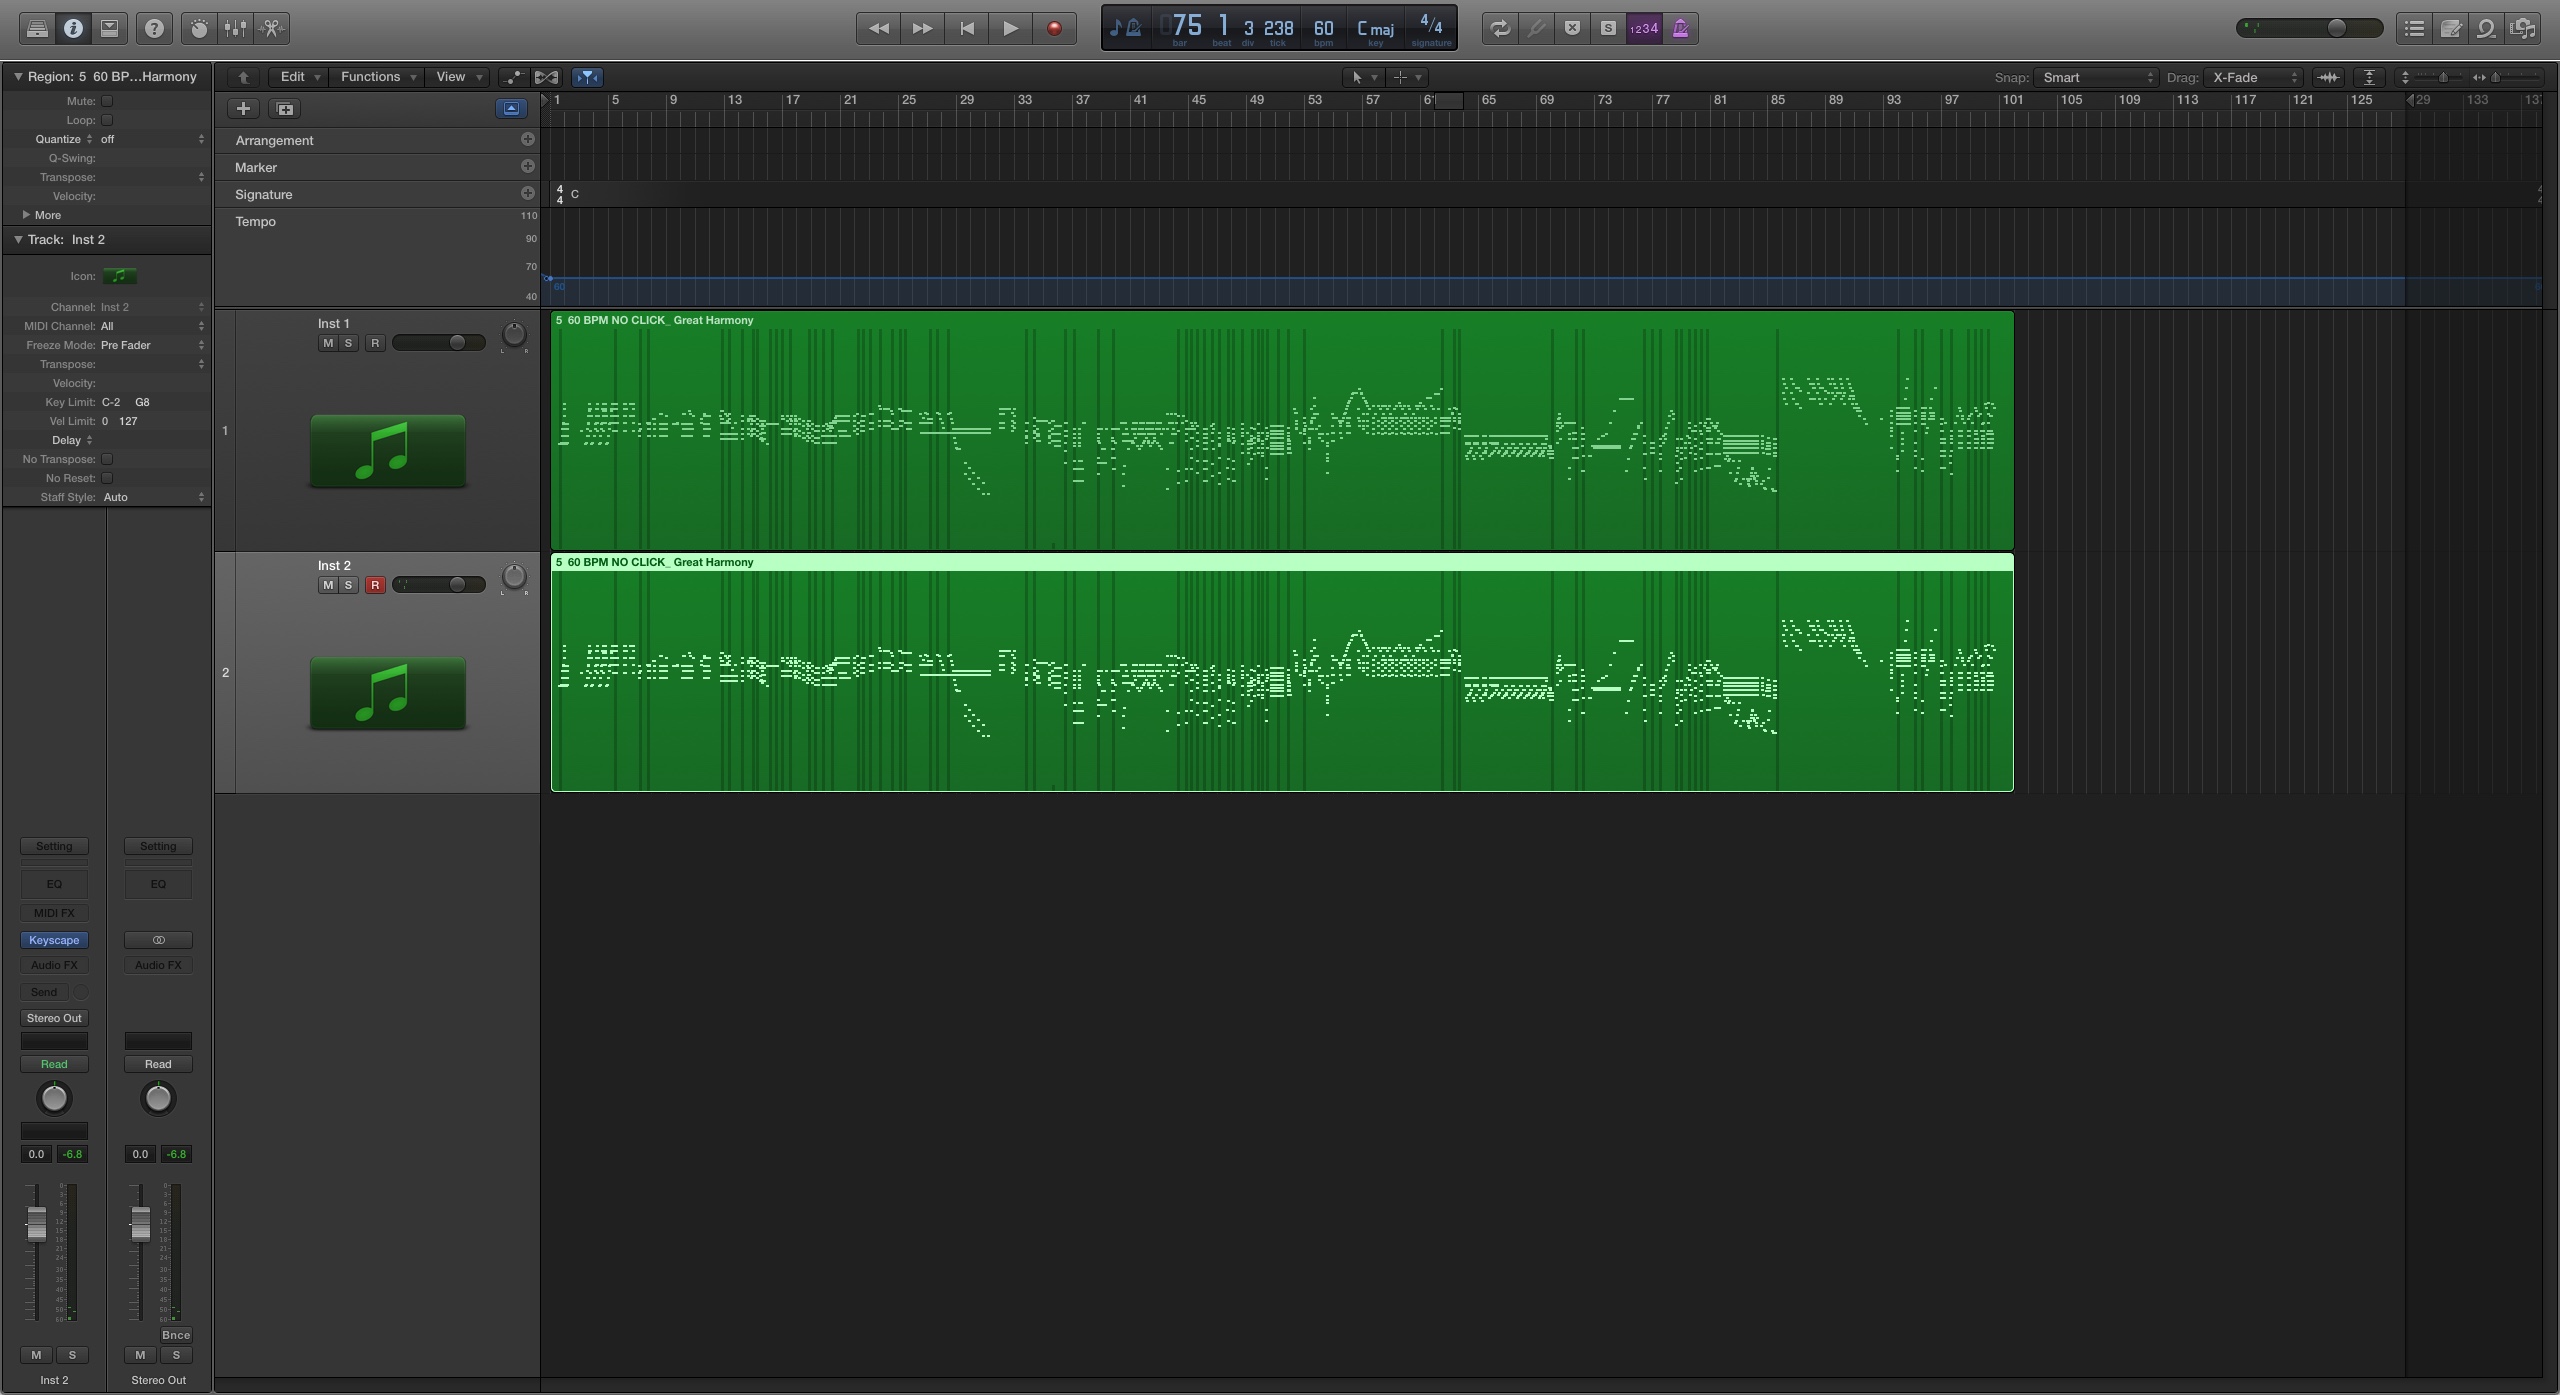 75 1 3 238 60 C maj 4/4
bar beat div tick bpm key signature
S 1234
Region: 5 60 BP...Harmony
Edit Functions View
Snap: Smart Drag: X-Fade
Mute:
Loop:
Quantize off
Q-Swing:
Transpose:
Velocity:
More
1 5 9 13 17 21 25 29 33 37 41 45 49 53 57 61 65 69 73 77 81 85 89 93 97 101 105 109 113 117 121 125 129 133
Arrangement
Marker
Signature
4
4 C
Tempo
110
90
70
40
60
Track: Inst 2
Icon:
Channel: Inst 2
MIDI Channel: All
Freeze Mode: Pre Fader
Transpose:
Velocity:
Key Limit: C-2 G8
Vel Limit: 0 127
Delay
No Transpose:
No Reset:
Staff Style: Auto
Inst 1
M S R
L R
1
5 60 BPM NO CLICK_ Great Harmony
Inst 2
M S R
L R
2
5 60 BPM NO CLICK_ Great Harmony
Setting Setting
EQ EQ
MIDI FX
Keyscape
Audio FX Audio FX
Send
Stereo Out
Read Read
0.0 -6.8 0.0 -6.8
Bnce
M S M S
Inst 2 Stereo Out